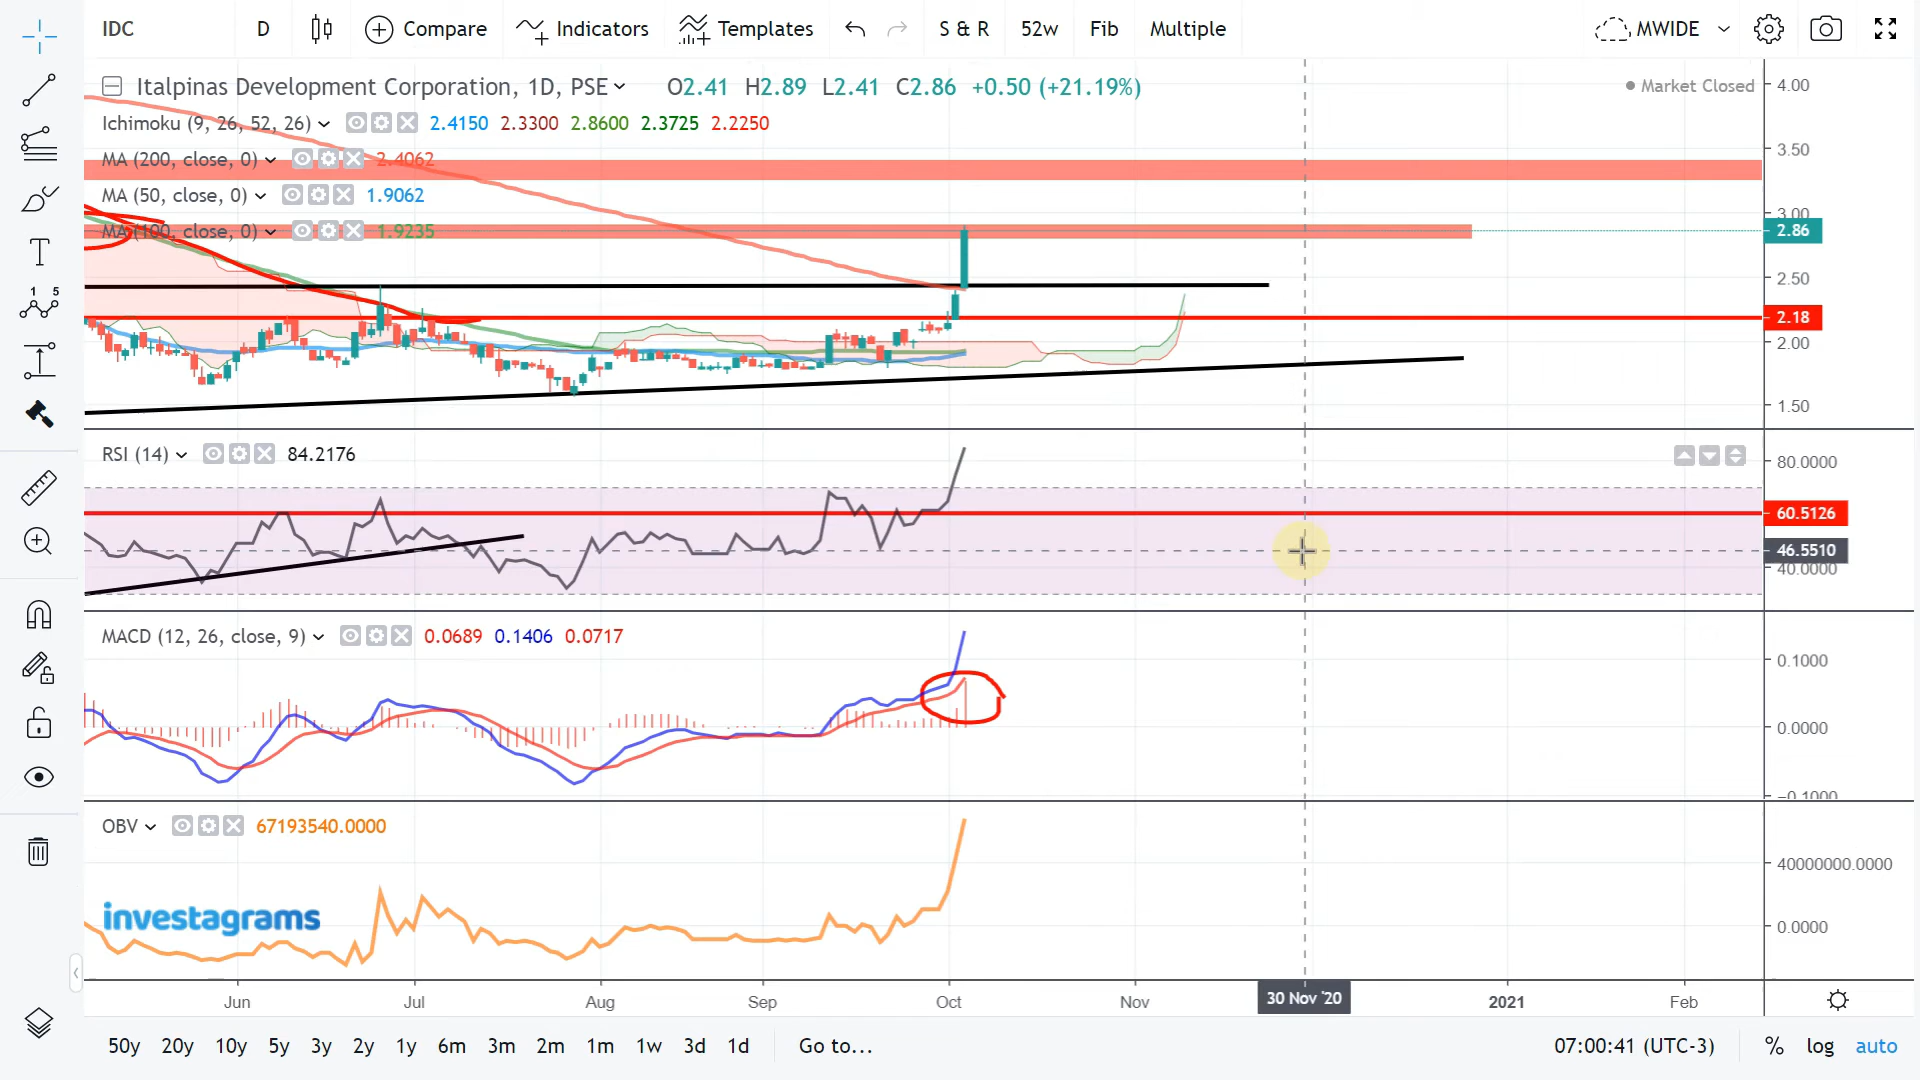 IDC D Compare Indicators Templates S & R 52w Fib Multiple MWIDE
Italpinas Development Corporation, 1D, PSE O2.41 H2.89 L2.41 C2.86 +0.50 (+21.19%)
Market Closed
Ichimoku (9, 26, 52, 26) 2.4150 2.3300 2.8600 2.3725 2.2250
MA (200, close, 0) 2.4062
MA (50, close, 0) 1.9062
MA (100, close, 0) 1.9235
4.00
3.50
3.00
2.86
2.50
2.18
2.00
1.50
1 5
T
RSI (14) 84.2176
80.0000
60.5126
46.5510
40.0000
MACD (12, 26, close, 9) 0.0689 0.1406 0.0717
0.1000
0.0000
-0.1000
OBV 67193540.0000
40000000.0000
0.0000
investagrams
Jun Jul Aug Sep Oct Nov 30 Nov '20 2021 Feb
50y 20y 10y 5y 3y 2y 1y 6m 3m 2m 1m 1w 3d 1d Go to... 07:00:41 (UTC-3) % log auto